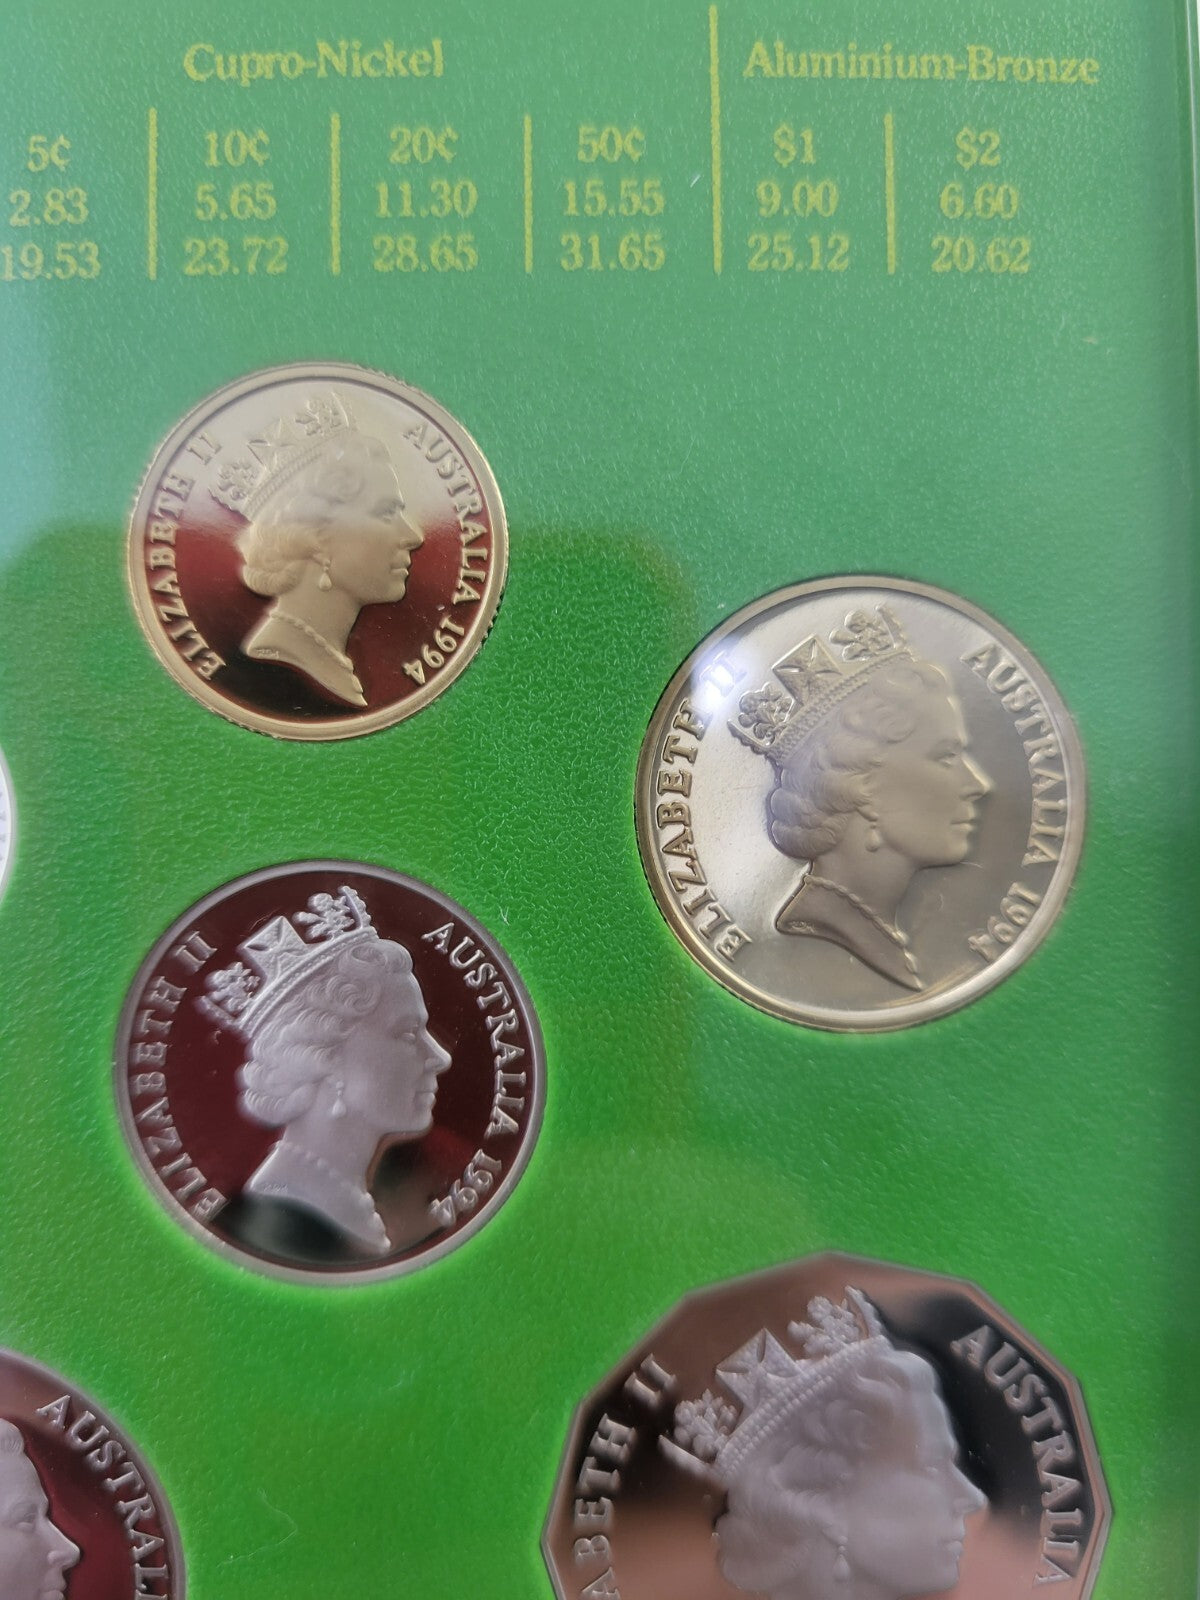 Cupro-Nickel Aluminium-Bronze
5¢ 10¢ 20¢ 50¢ $1 $2
2.83 5.65 11.30 15.55 9.00 6.60
19.53 23.72 28.65 31.65 25.12 20.62
ELIZABETH II AUSTRALIA 1994
ELIZABETH II AUSTRALIA 1994
ELIZABETH II AUSTRALIA 1994
AUSTRALI
ABETH II AUSTRALIA